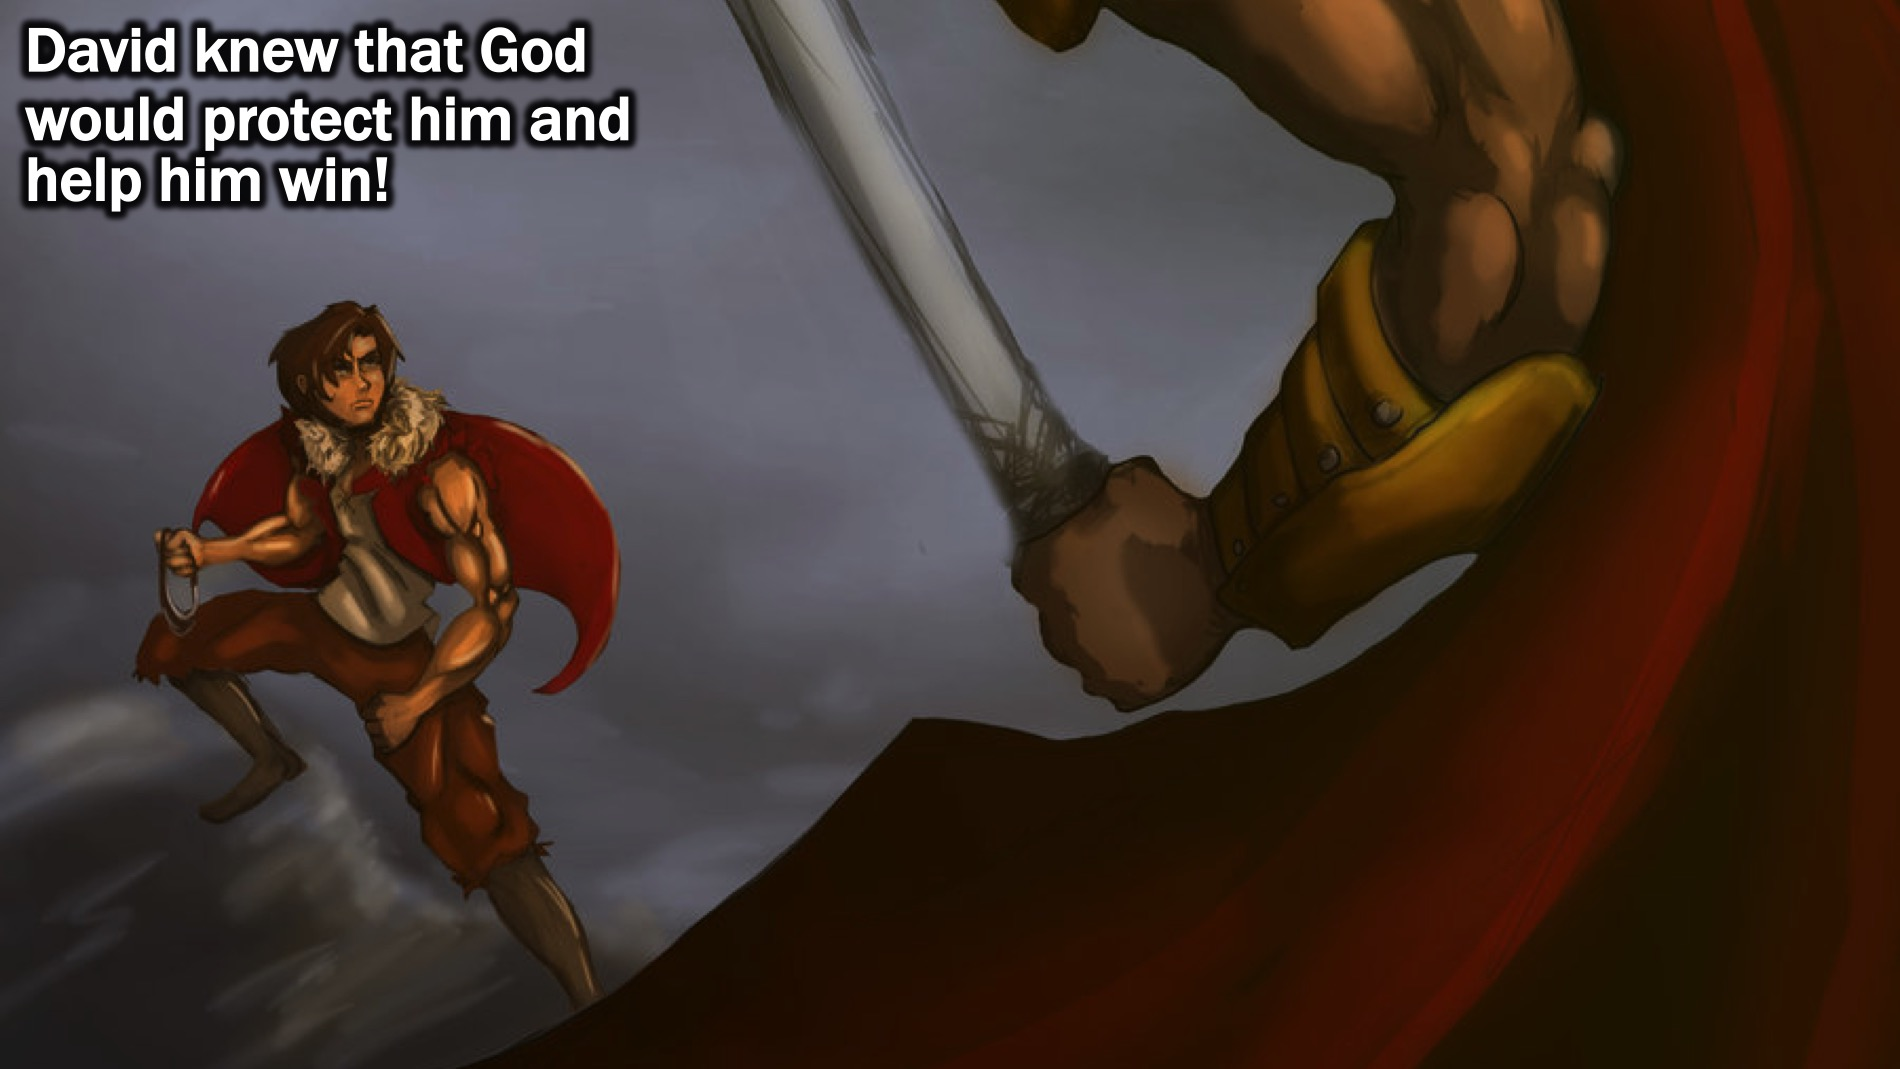 David knew that God
would protect him and
help him win!